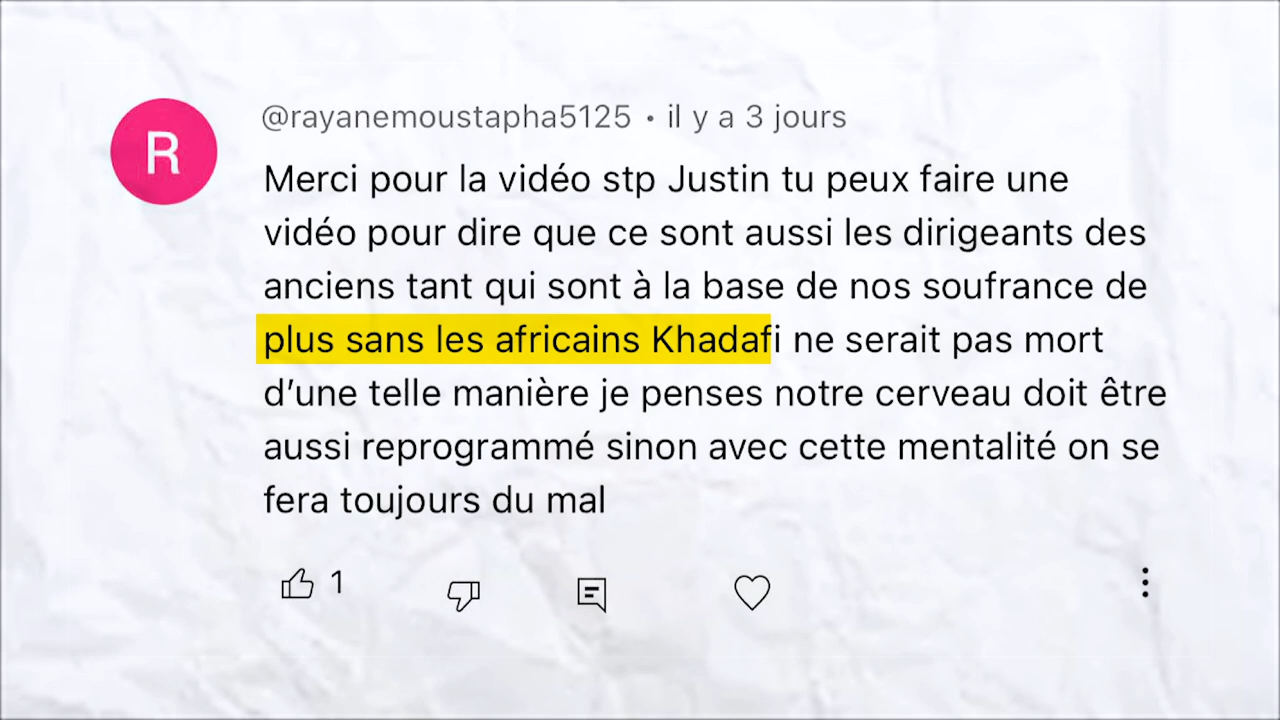 R
@rayanemoustapha5125 • il y a 3 jours
Merci pour la vidéo stp Justin tu peux faire une
vidéo pour dire que ce sont aussi les dirigeants des
anciens tant qui sont à la base de nos soufrance de
plus sans les africains Khadafi ne serait pas mort
d’une telle manière je penses notre cerveau doit être
aussi reprogrammé sinon avec cette mentalité on se
fera toujours du mal
1